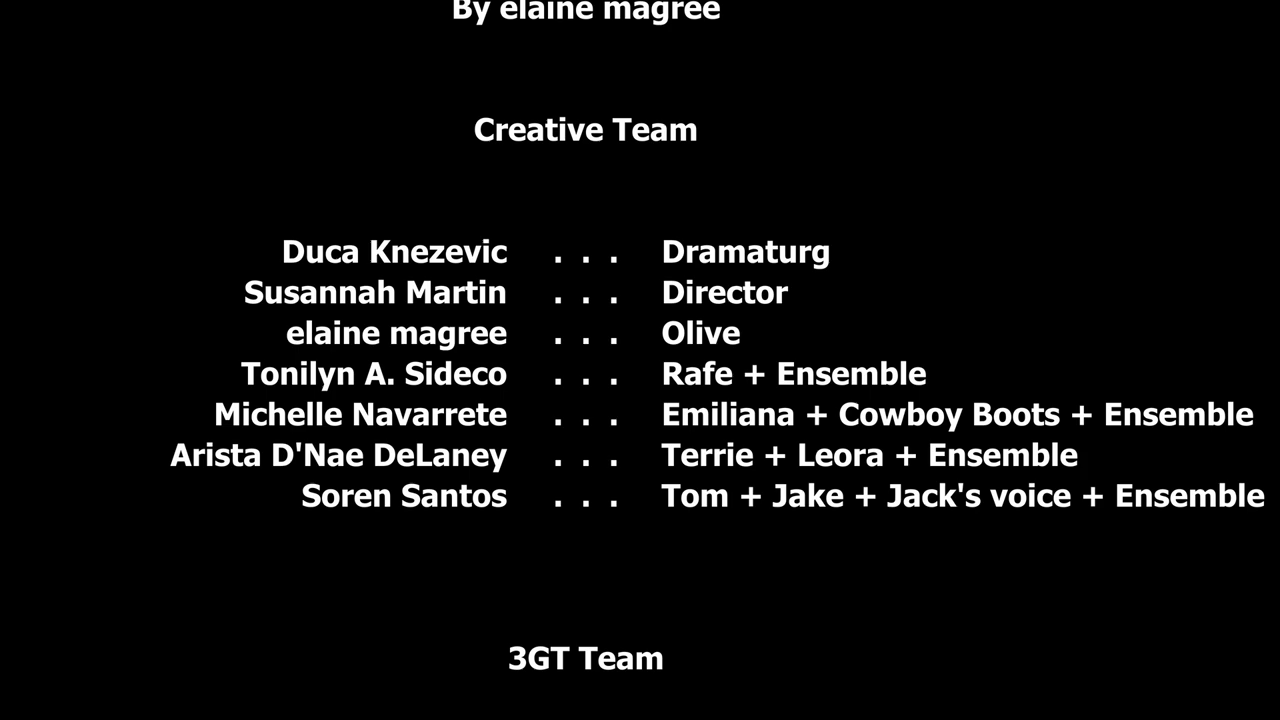 By elaine magree
Creative Team
Duca Knezevic . . . Dramaturg
Susannah Martin . . . Director
elaine magree . . . Olive
Tonilyn A. Sideco . . . Rafe + Ensemble
Michelle Navarrete . . . Emiliana + Cowboy Boots + Ensemble
Arista D'Nae DeLaney . . . Terrie + Leora + Ensemble
Soren Santos . . . Tom + Jake + Jack's voice + Ensemble
3GT Team